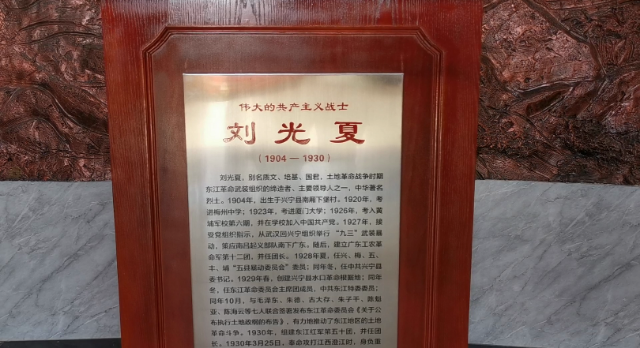 伟大的共产主义战士
刘光夏
（1904—1930）
刘光夏，别名燕文、培基、国君，土地革命战争时期
东江革命武装组织的缔造者、主要领导人之一，中华著名
烈士。1904年，出生于兴宁县南厢下堡村。1920年，考
进梅州中学；1923年，考进厦门大学；1926年，考入黄
埔军校第六期，并在学校加入中国共产党。1927年，接
受党组织指示，从武汉回兴宁组织举行“九三”武装暴
动，策应南昌起义部队南下广东。随后，建立广东工农革
命军第十二团，并任团长。1928年夏，任兴、梅、五、
丰、埔“五县暴动委员会”委员；同年冬，任中共兴宁县
委书记。1929年春，创建兴宁县水口革命根据地；同年
冬，任东江革命委员会主席团成员，中共东江特委委员；
同年10月，与毛泽东、朱德、古大存、朱子干、陈魁
亚、陈海云等七人联合签署发布东江革命委员会《关于公
布执行土地政纲的布告》，有力地推动了东江地区的土地
革命斗争。1930年，组建东江红军第五十团，并任团
长。1930年3月25日，率命攻打江西澄江时，身负重